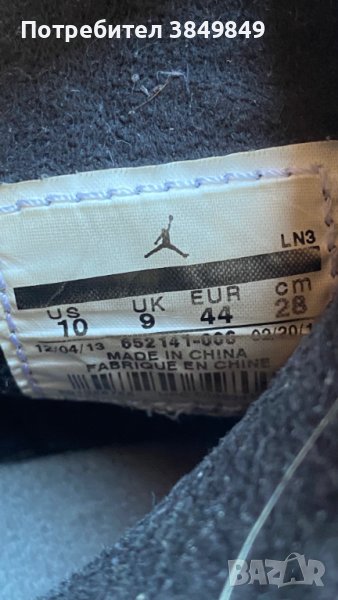 Потребител 3849849
LN3
US UK EUR cm
10 9 44 28
12/04/13 652141-006 02/20/1
MADE IN CHINA
FABRIQUE EN CHINE
BAZAR